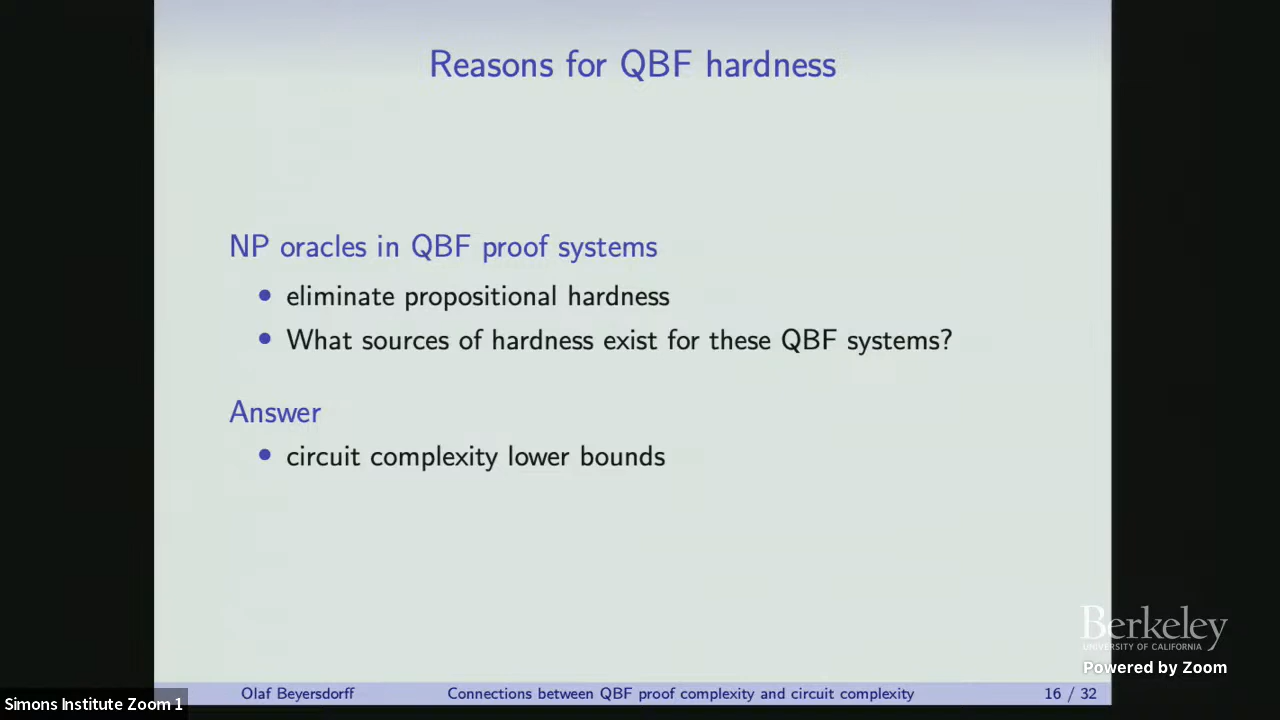 Reasons for QBF hardness
NP oracles in QBF proof systems
• eliminate propositional hardness
• What sources of hardness exist for these QBF systems?
Answer
• circuit complexity lower bounds
Berkeley
UNIVERSITY OF CALIFORNIA
Powered by Zoom
Olaf Beyersdorff Connections between QBF proof complexity and circuit complexity 16 / 32
Simons Institute Zoom 1